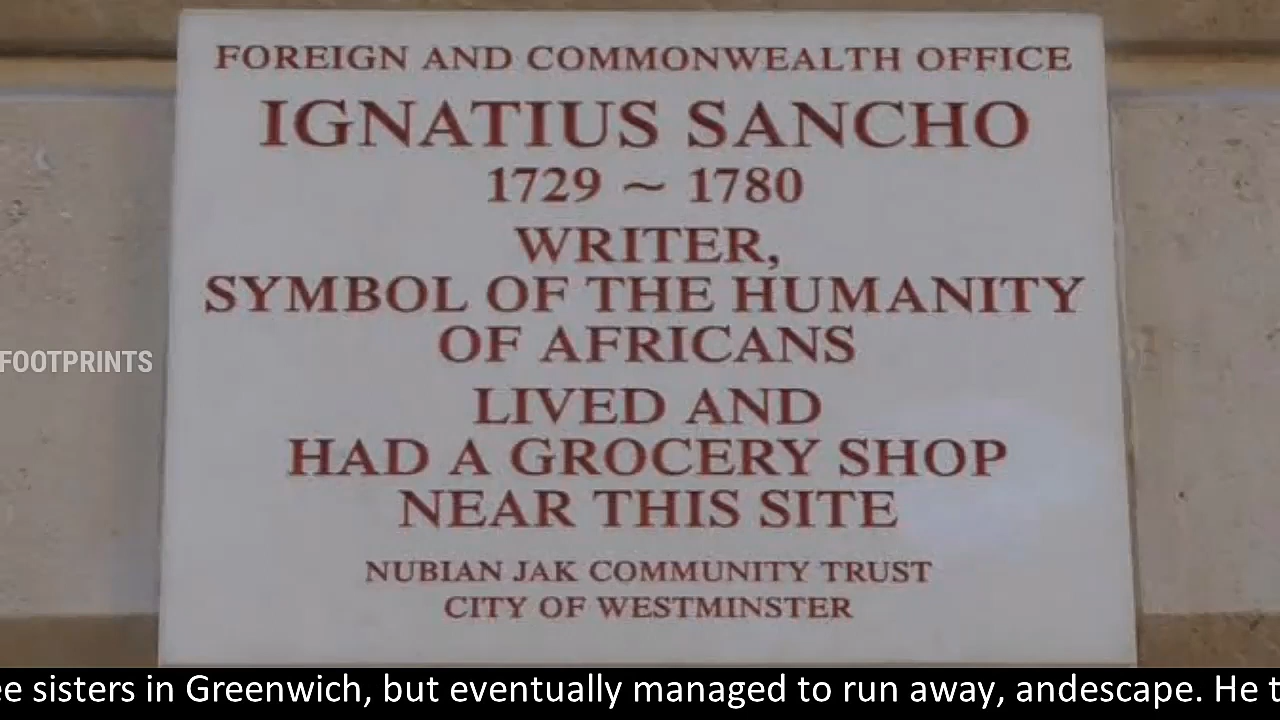 FOREIGN AND COMMONWEALTH OFFICE
IGNATIUS SANCHO
1729 ~ 1780
WRITER,
SYMBOL OF THE HUMANITY
OF AFRICANS
LIVED AND
HAD A GROCERY SHOP
NEAR THIS SITE
NUBIAN JAK COMMUNITY TRUST
CITY OF WESTMINSTER
FOOTPRINTS
sisters in Greenwich, but eventually managed to run away, andescape. He